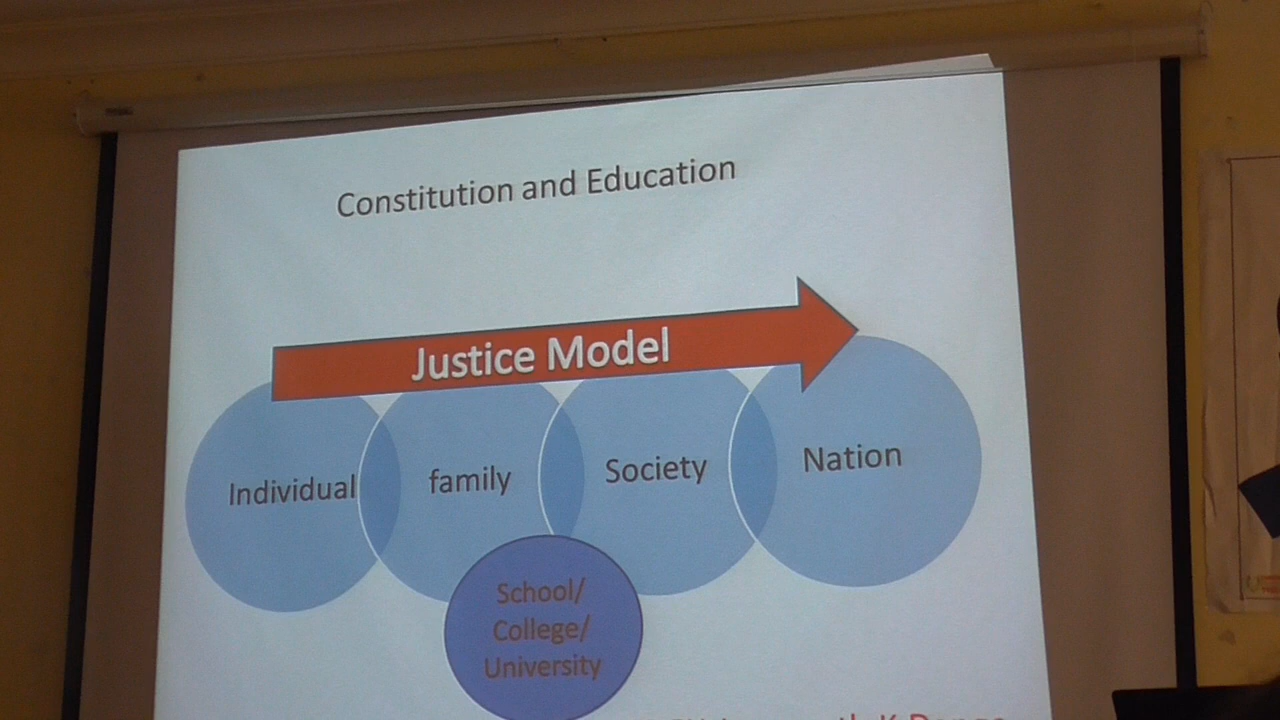 Constitution and Education
Justice Model
Individual
family
Society
Nation
School/
College/
University